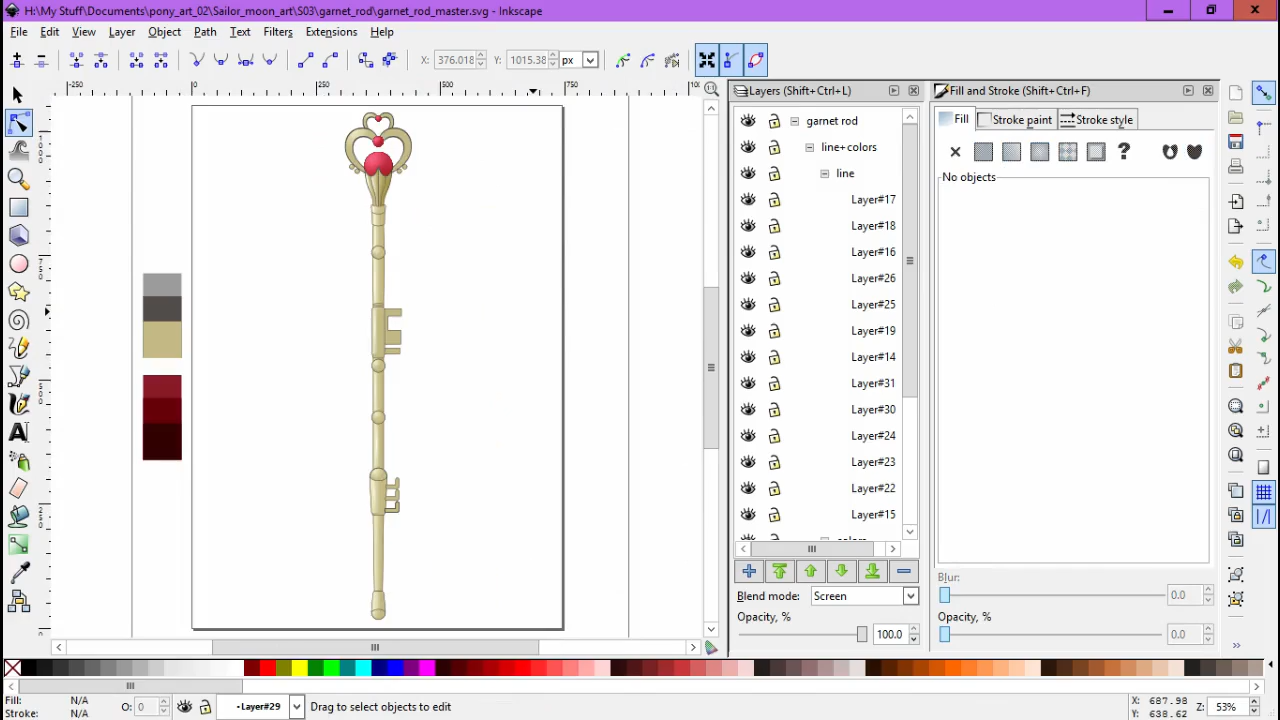 H:\My Stuff\Documents\pony_art_02\Sailor_moon_art\S03\garnet_rod\garnet_rod_master.svg - Inkscape
File Edit View Layer Object Path Text Filters Extensions Help
X: 376.018 Y: 1015.38 px
-250 0 250 500 750
Layers (Shift+Ctrl+L)
Fill and Stroke (Shift+Ctrl+F)
garnet rod
Fill Stroke paint Stroke style
line+colors
line
No objects
Layer#17
Layer#18
Layer#16
Layer#26
Layer#25
Layer#19
Layer#14
Layer#31
Layer#30
Layer#24
Layer#23
Layer#22
Layer#15
Blur:
0.0
Blend mode: Screen
Opacity, %
100.0
Opacity, %
0.0
Fill: N/A
Stroke: N/A
O: 0
-Layer#29
Drag to select objects to edit
X: 687.98
Y: 638.62
Z: 53%